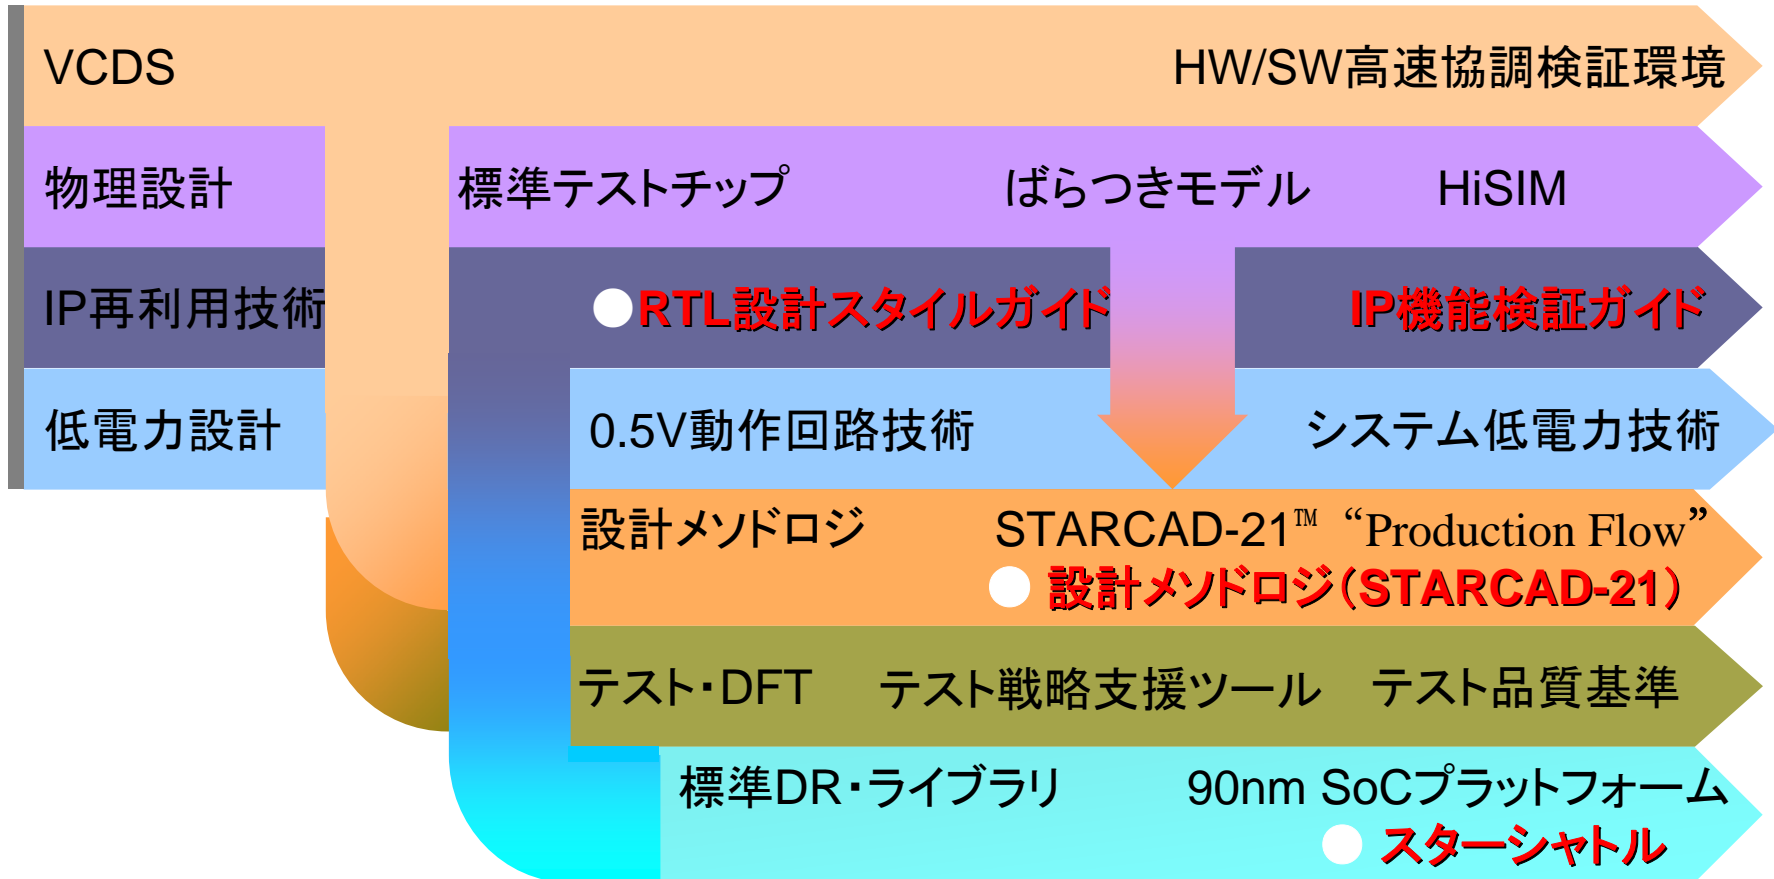 VCDS HW/SW高速協調検証環境
物理設計 標準テストチップ ばらつきモデル HiSIM
IP再利用技術 ●RTL設計スタイルガイド IP機能検証ガイド
低電力設計 0.5V動作回路技術 システム低電力技術
設計メソドロジ STARCAD-21™ “Production Flow”
● 設計メソドロジ(STARCAD-21)
テスト・DFT テスト戦略支援ツール テスト品質基準
標準DR・ライブラリ 90nm SoCプラットフォーム
● スターシャトル